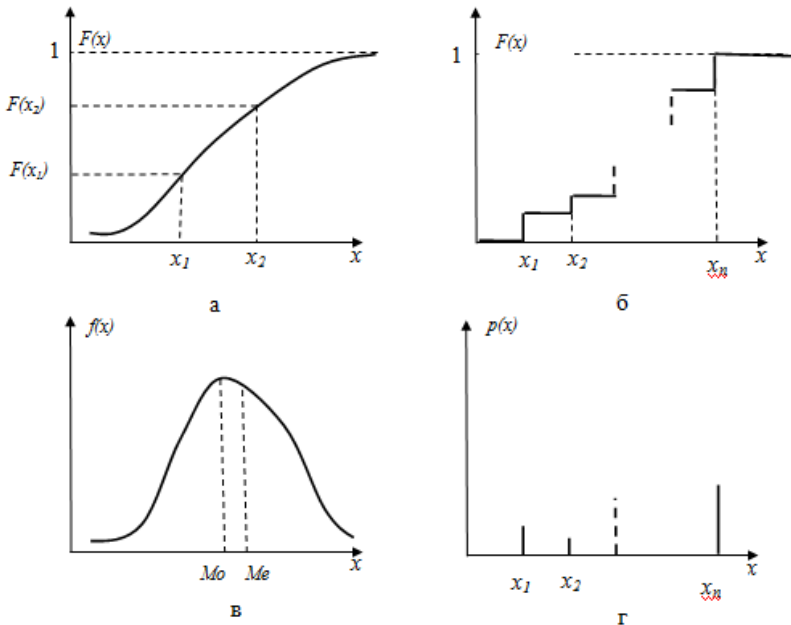 F(x)
1
F(x₂)
F(x₁)
x₁ x₂ x
а
F(x)
1
x₁ x₂ xₙ x
б
f(x)
Mo Me x
в
p(x)
x₁ x₂ xₙ x
г